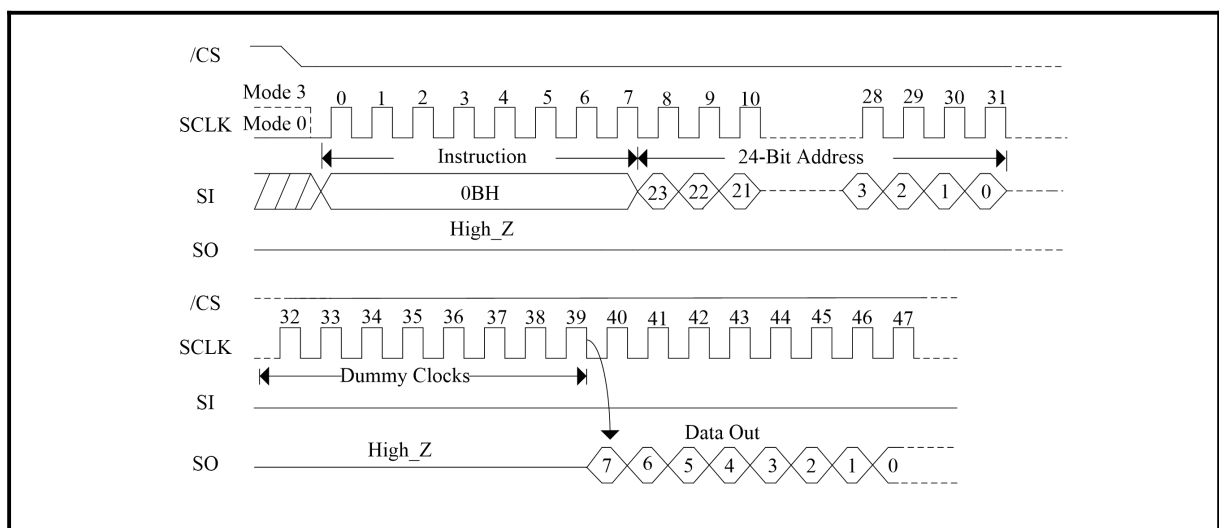 /CS
Mode 3
0 1 2 3 4 5 6 7 8 9 10 28 29 30 31
SCLK Mode 0
Instruction 24-Bit Address
SI 0BH 23 22 21 3 2 1 0
High_Z
SO
/CS
32 33 34 35 36 37 38 39 40 41 42 43 44 45 46 47
SCLK
Dummy Clocks
SI
Data Out
High_Z
SO 7 6 5 4 3 2 1 0